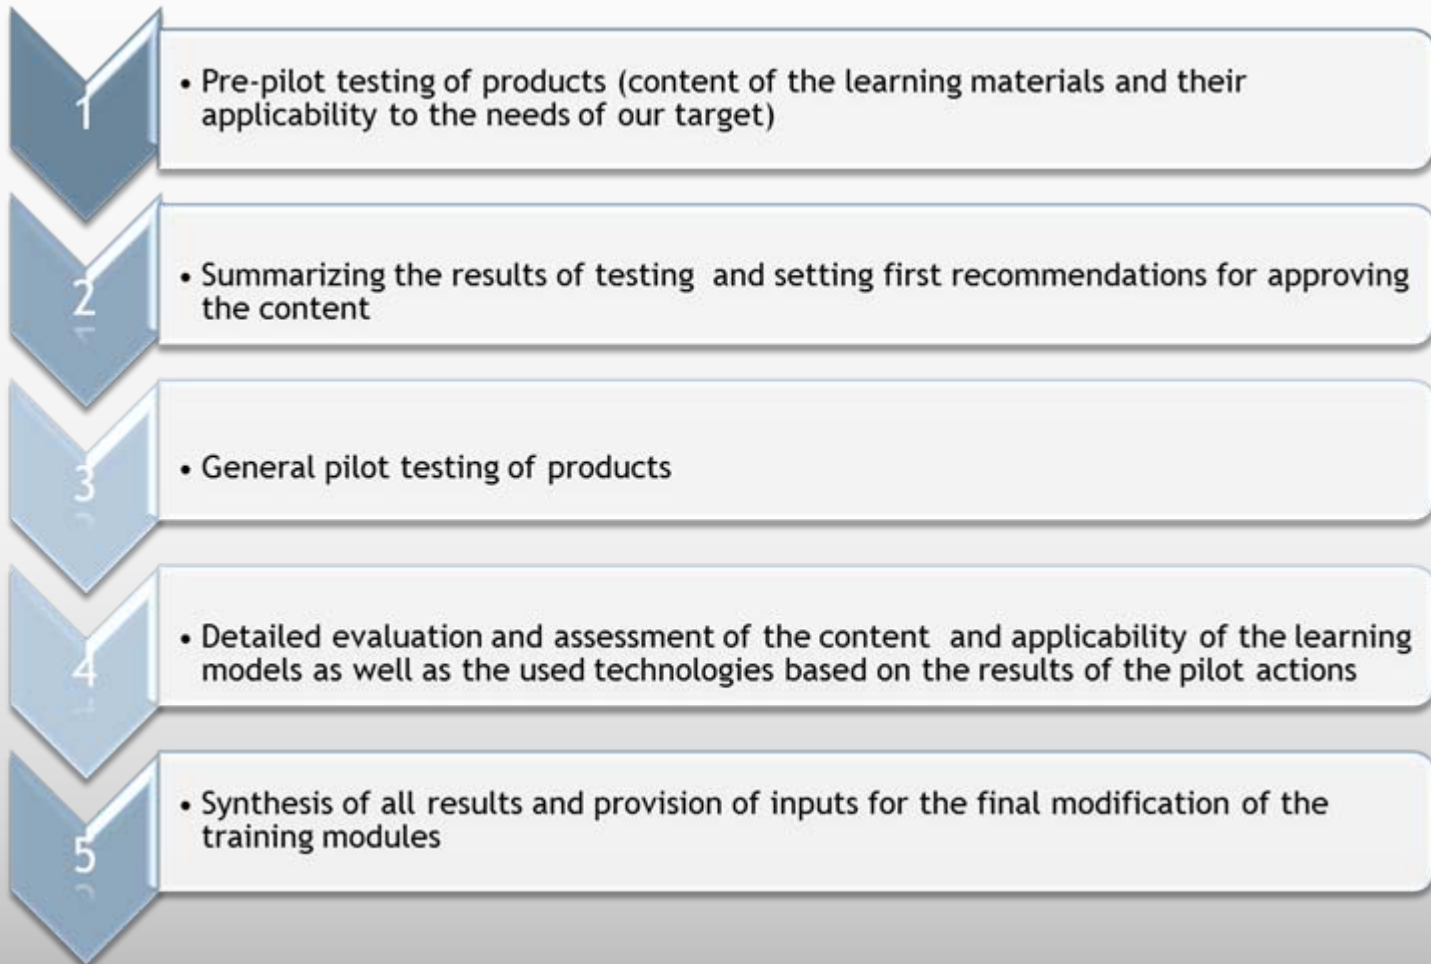 1
• Pre-pilot testing of products (content of the learning materials and their
applicability to the needs of our target)
2
• Summarizing the results of testing  and setting first recommendations for approving
the content
3
• General pilot testing of products
4
• Detailed evaluation and assessment of the content  and applicability of the learning
models as well as the used technologies based on the results of the pilot actions
5
• Synthesis of all results and provision of inputs for the final modification of the
training modules